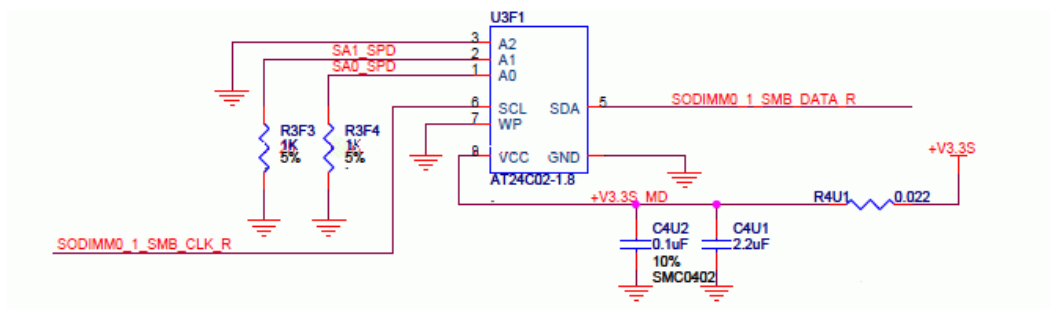 U3F1
3 A2
SA1_SPD 2 A1
SA0_SPD 1 A0
6 SCL SDA 5 SODIMM0_1_SMB_DATA_R
7 WP
R3F3 1K 5%
R3F4 1K 5%
8 VCC GND
AT24C02-1.8
+V3.3S
+V3.3S_MD R4U1 0.022
SODIMM0_1_SMB_CLK_R
C4U2 0.1uF 10% SMC0402
C4U1 2.2uF